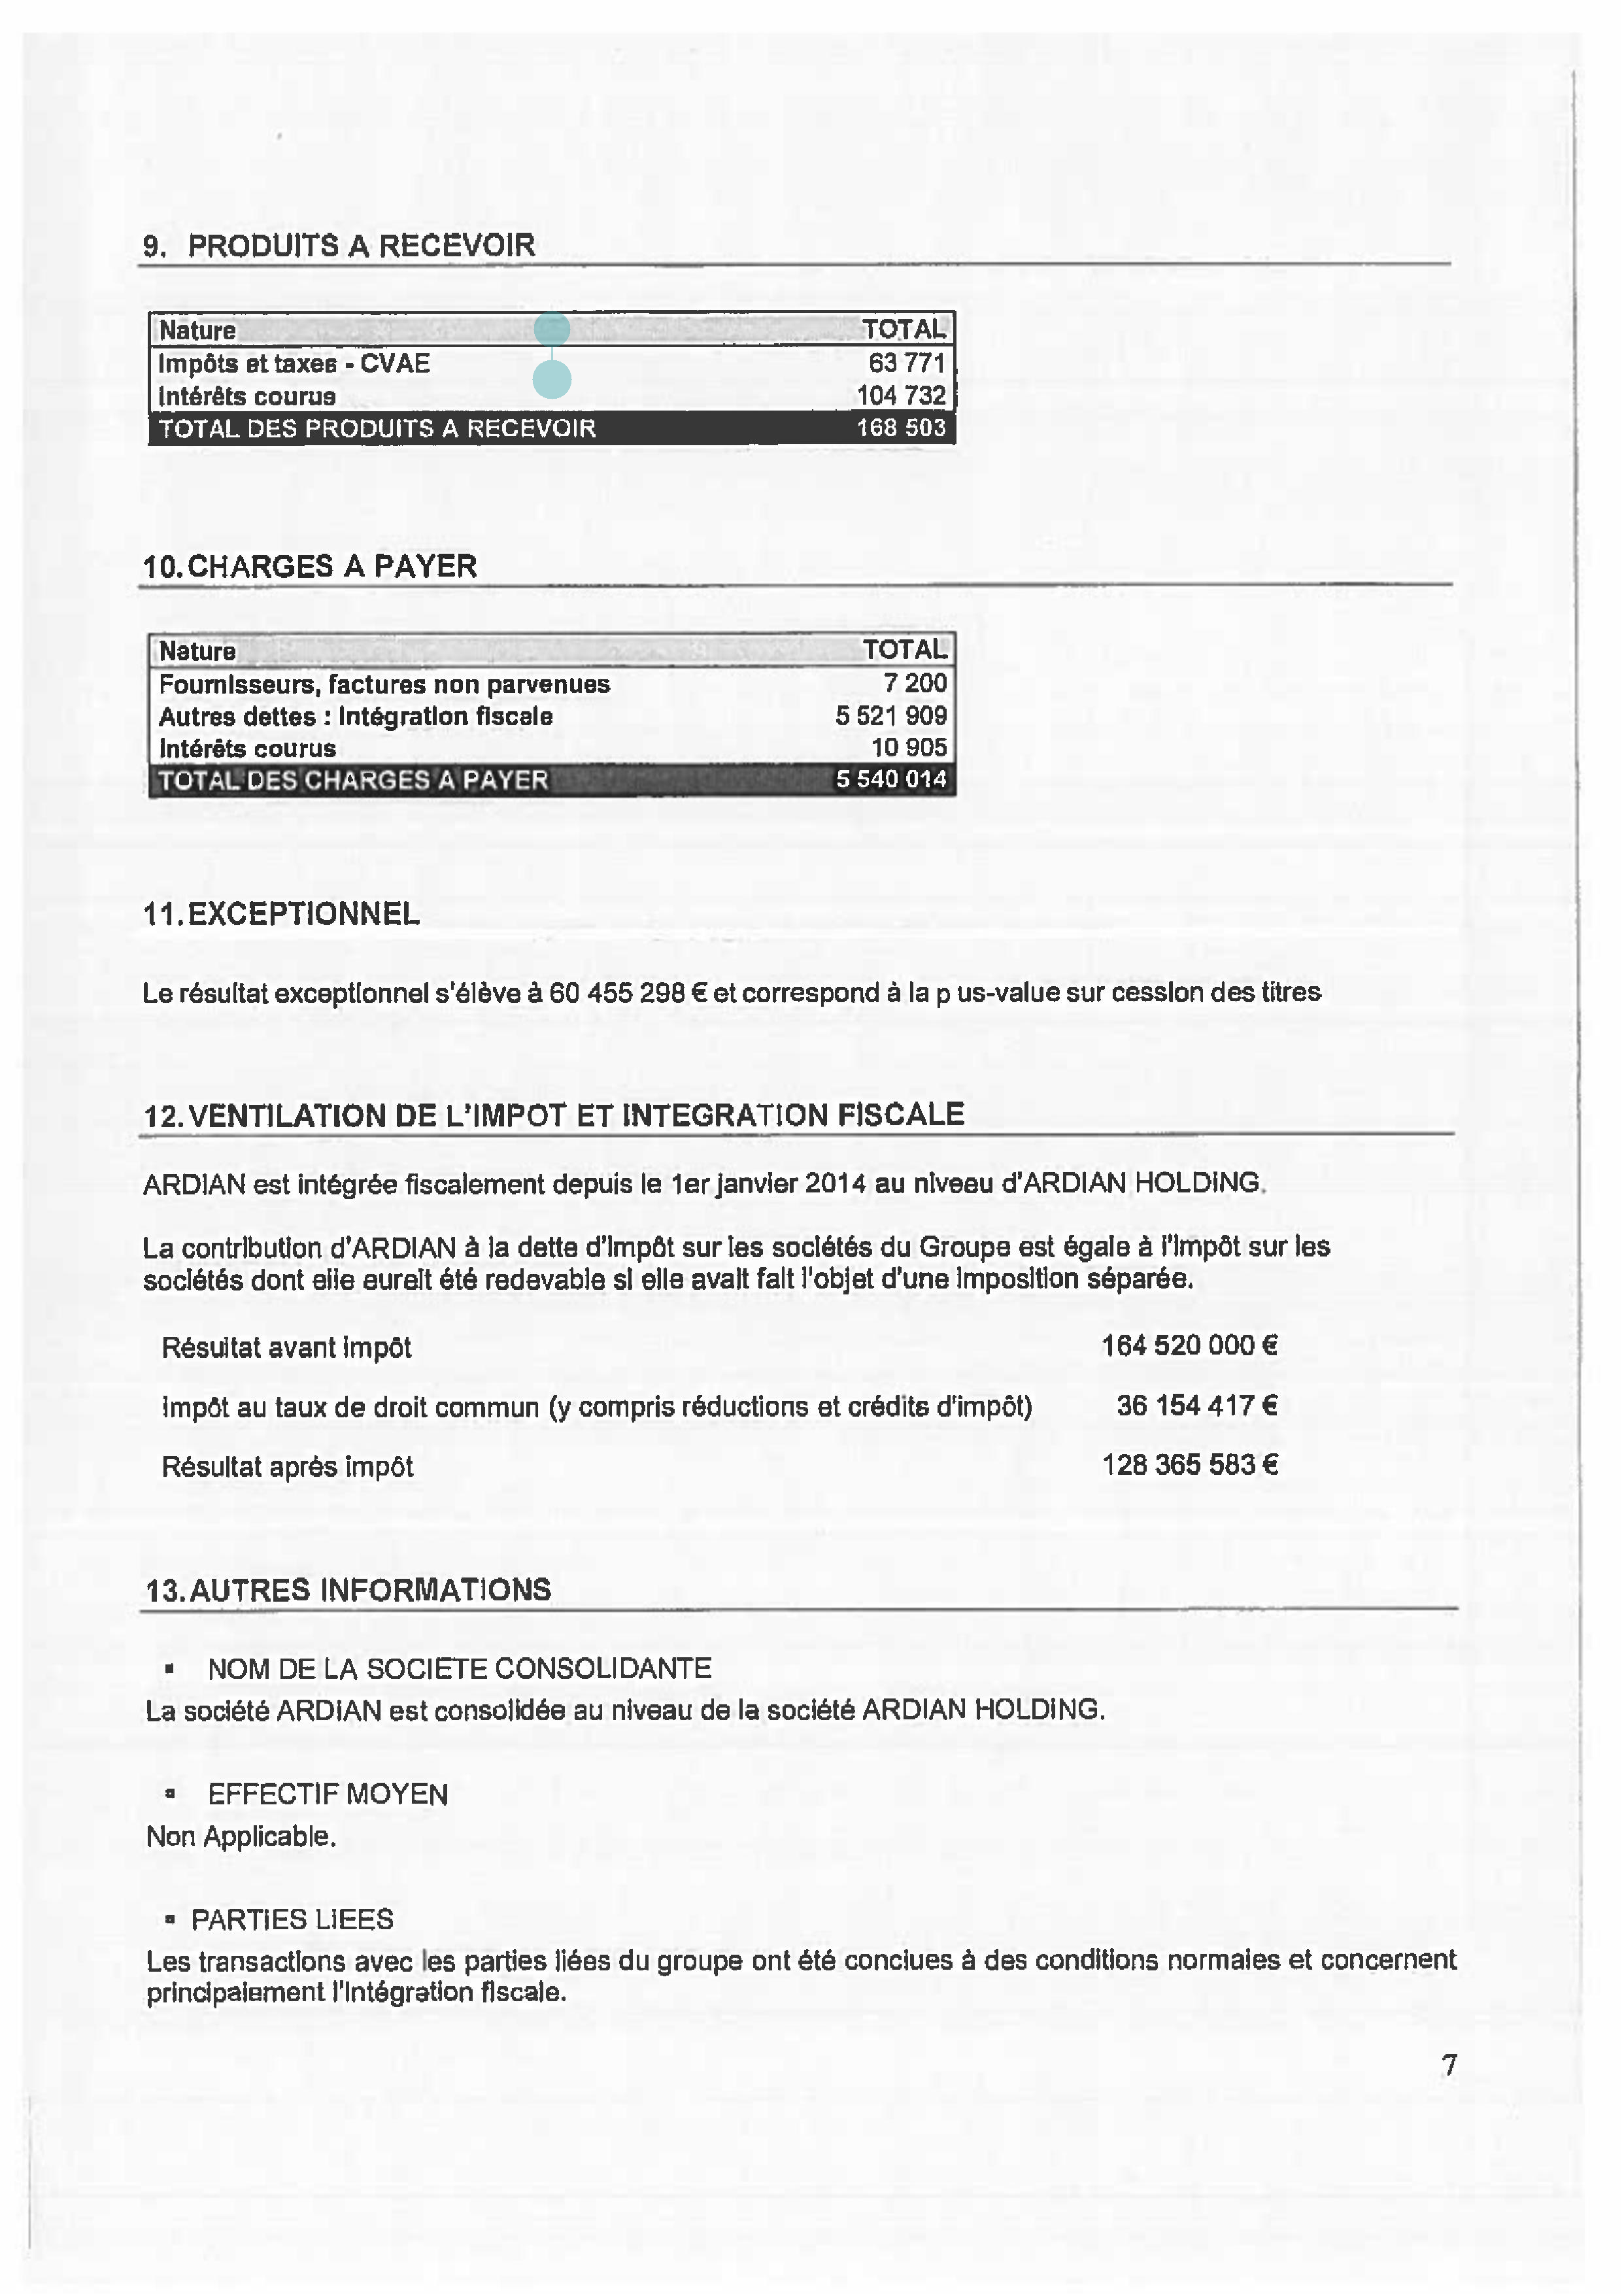 9. PRODUITS A RECEVOIR
Nature TOTAL
Impôts et taxes - CVAE 63 771
Intérêts courus 104 732
TOTAL DES PRODUITS A RECEVOIR 168 503
10. CHARGES A PAYER
Nature TOTAL
Fournisseurs, factures non parvenues 7 200
Autres dettes : Intégration fiscale 5 521 909
Intérêts courus 10 905
TOTAL DES CHARGES A PAYER 5 540 014
11. EXCEPTIONNEL
Le résultat exceptionnel s'élève à 60 455 298 € et correspond à la p us-value sur cession des titres
12. VENTILATION DE L'IMPOT ET INTEGRATION FISCALE
ARDIAN est intégrée fiscalement depuis le 1er janvier 2014 au niveau d'ARDIAN HOLDING.
La contribution d'ARDIAN à la dette d'impôt sur les sociétés du Groupe est égale à l'impôt sur les
sociétés dont elle aurait été redevable si elle avait fait l'objet d'une imposition séparée.
Résultat avant impôt 164 520 000 €
Impôt au taux de droit commun (y compris réductions et crédits d'impôt) 36 154 417 €
Résultat après impôt 128 365 583 €
13. AUTRES INFORMATIONS
▪ NOM DE LA SOCIETE CONSOLIDANTE
La société ARDIAN est consolidée au niveau de la société ARDIAN HOLDING.
▪ EFFECTIF MOYEN
Non Applicable.
▪ PARTIES LIEES
Les transactions avec les parties liées du groupe ont été conclues à des conditions normales et concernent
principalement l'intégration fiscale.
7